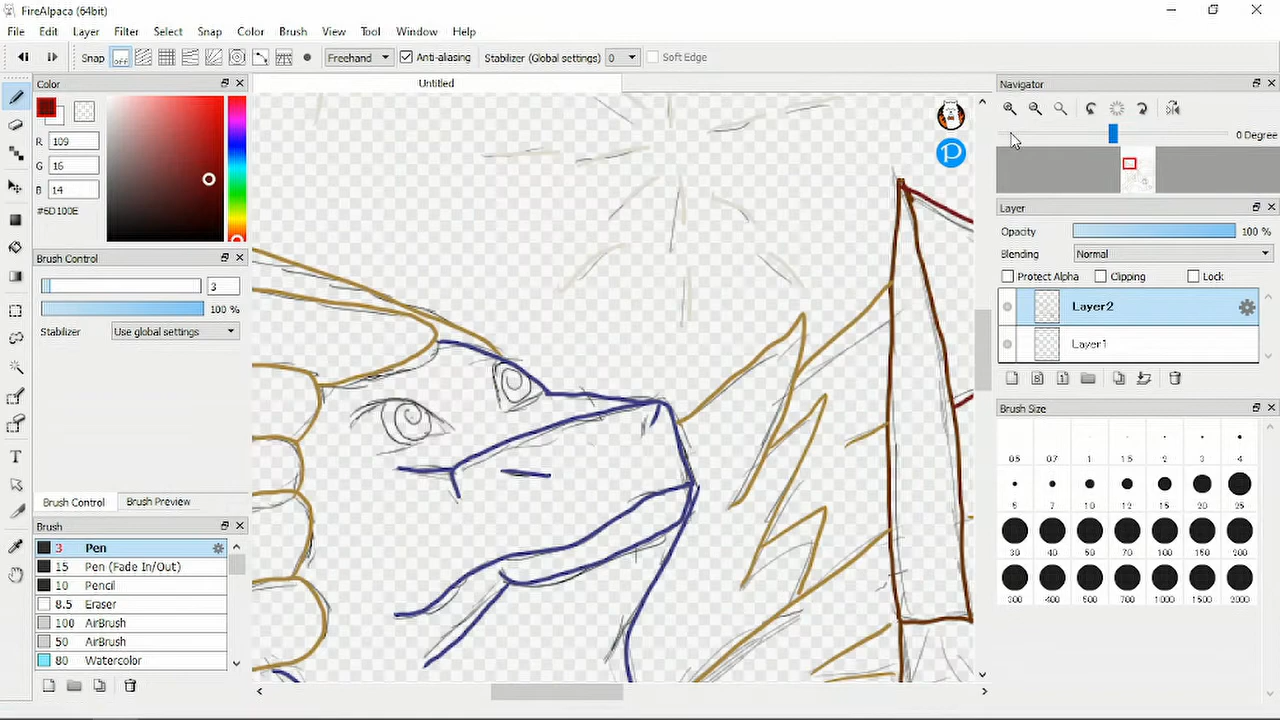 FireAlpaca (64bit)
File Edit Layer Filter Select Snap Color Brush View Tool Window Help
Snap OFF Freehand Anti-aliasing Stabilizer (Global settings) 0 Soft Edge
Color
R 109
G 16
B 14
#6D100E
Brush Control
3
100 %
Stabilizer Use global settings
Brush Control Brush Preview
Brush
3 Pen
15 Pen (Fade In/Out)
10 Pencil
8.5 Eraser
100 AirBrush
50 AirBrush
80 Watercolor
Untitled
P
Navigator
0 Degree
Layer
Opacity 100 %
Blending Normal
Protect Alpha Clipping Lock
Layer2
Layer1
Brush Size
0.5 0.7 1 1.5 2 3 4
5 7 10 12 15 20 25
30 40 50 70 100 150 200
300 400 500 700 1000 1500 2000
T